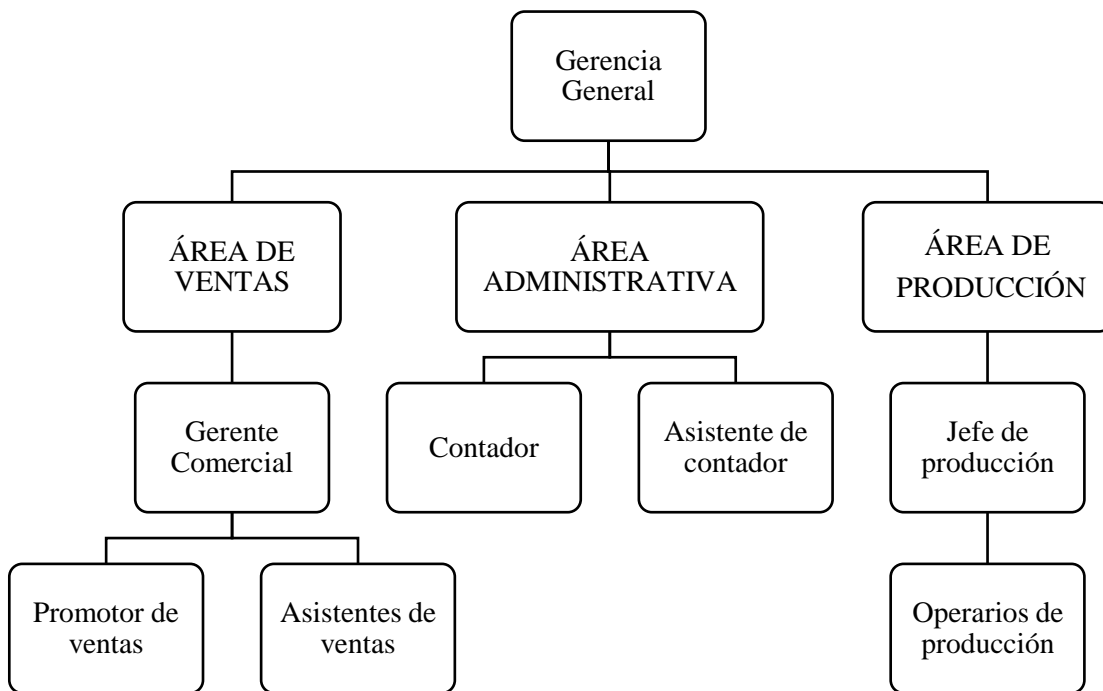 Gerencia
General
ÁREA DE
VENTAS
ÁREA
ADMINISTRATIVA
ÁREA DE
PRODUCCIÓN
Gerente
Comercial
Contador
Asistente de
contador
Jefe de
producción
Promotor de
ventas
Asistentes de
ventas
Operarios de
producción